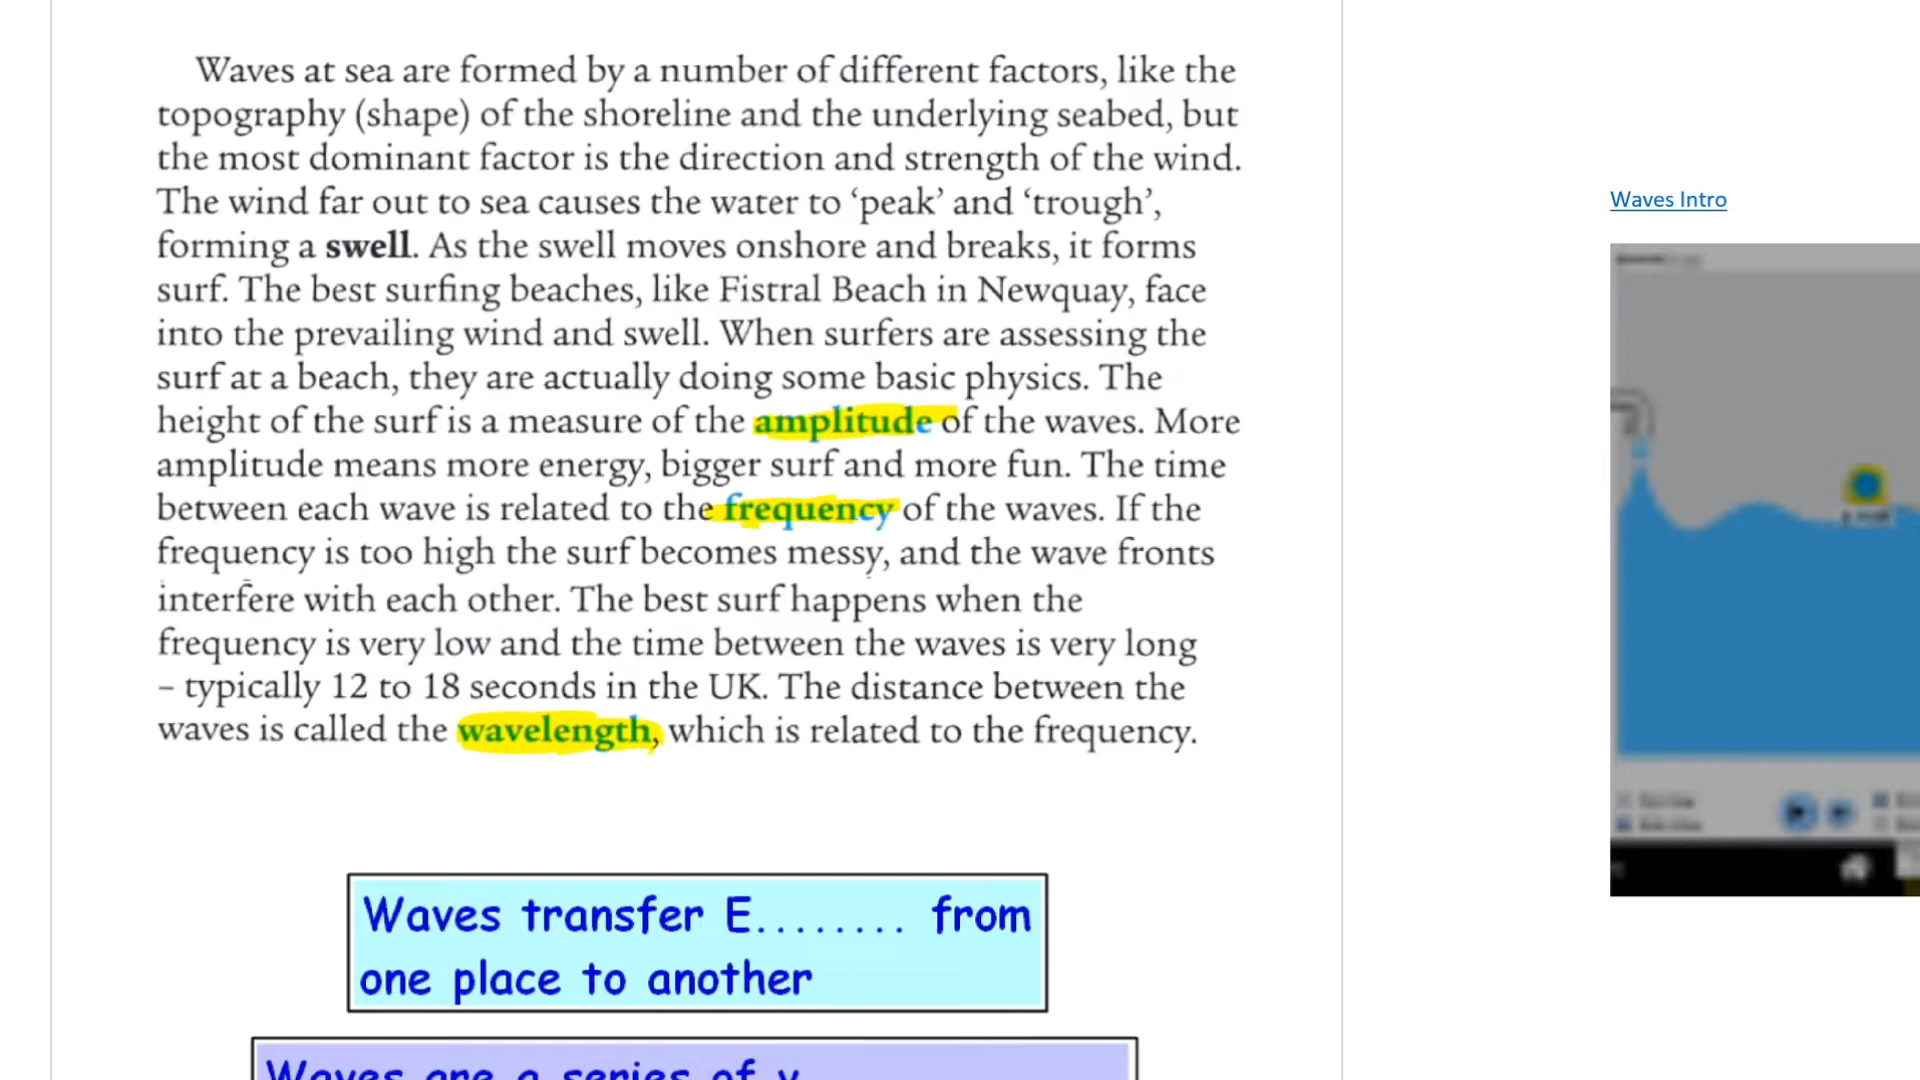 Waves at sea are formed by a number of different factors, like the
topography (shape) of the shoreline and the underlying seabed, but
the most dominant factor is the direction and strength of the wind.
The wind far out to sea causes the water to ‘peak’ and ‘trough’,
forming a swell. As the swell moves onshore and breaks, it forms
surf. The best surfing beaches, like Fistral Beach in Newquay, face
into the prevailing wind and swell. When surfers are assessing the
surf at a beach, they are actually doing some basic physics. The
height of the surf is a measure of the amplitude of the waves. More
amplitude means more energy, bigger surf and more fun. The time
between each wave is related to the frequency of the waves. If the
frequency is too high the surf becomes messy, and the wave fronts
interfere with each other. The best surf happens when the
frequency is very low and the time between the waves is very long
– typically 12 to 18 seconds in the UK. The distance between the
waves is called the wavelength, which is related to the frequency.
Waves transfer E........ from
one place to another
Waves are a series of v
Waves Intro